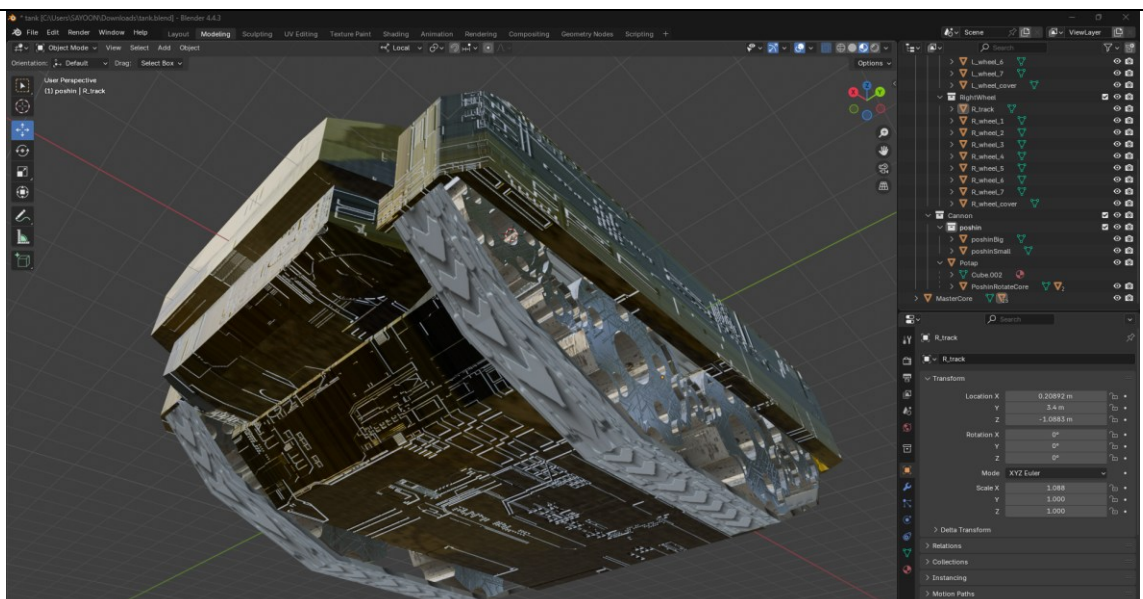 * tank [C:\Users\SAYOON\Downloads\tank.blend] - Blender 4.4.3
File Edit Render Window Help Layout Modeling Sculpting UV Editing Texture Paint Shading Animation Rendering Compositing Geometry Nodes Scripting + Scene ViewLayer
Object Mode View Select Add Object Local Search
Orientation: Default Drag: Select Box Options
User Perspective
(1) poshin | R_track
X Y Z
L_wheel_6
L_wheel_7
L_wheel_cover
RightWheel
R_track
R_wheel_1
R_wheel_2
R_wheel_3
R_wheel_4
R_wheel_5
R_wheel_6
R_wheel_7
R_wheel_cover
Cannon
poshin
poshinBig
poshinSmall
Potap
Cube.002
PoshinRotateCore 2
MasterCore
Search
R_track
R_track
Transform
Location X 0.20892 m
Y 3.4 m
Z -1.0883 m
Rotation X 0°
Y 0°
Z 0°
Mode XYZ Euler
Scale X 1.088
Y 1.000
Z 1.000
Delta Transform
Relations
Collections
Instancing
Motion Paths